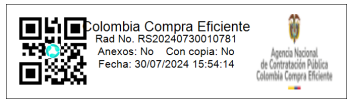 Colombia Compra Eficiente
Rad No. RS20240730010781
Anexos: No Con copia: No
Fecha: 30/07/2024 15:54:14
Agencia Nacional
de Contratación Pública
Colombia Compra Eficiente